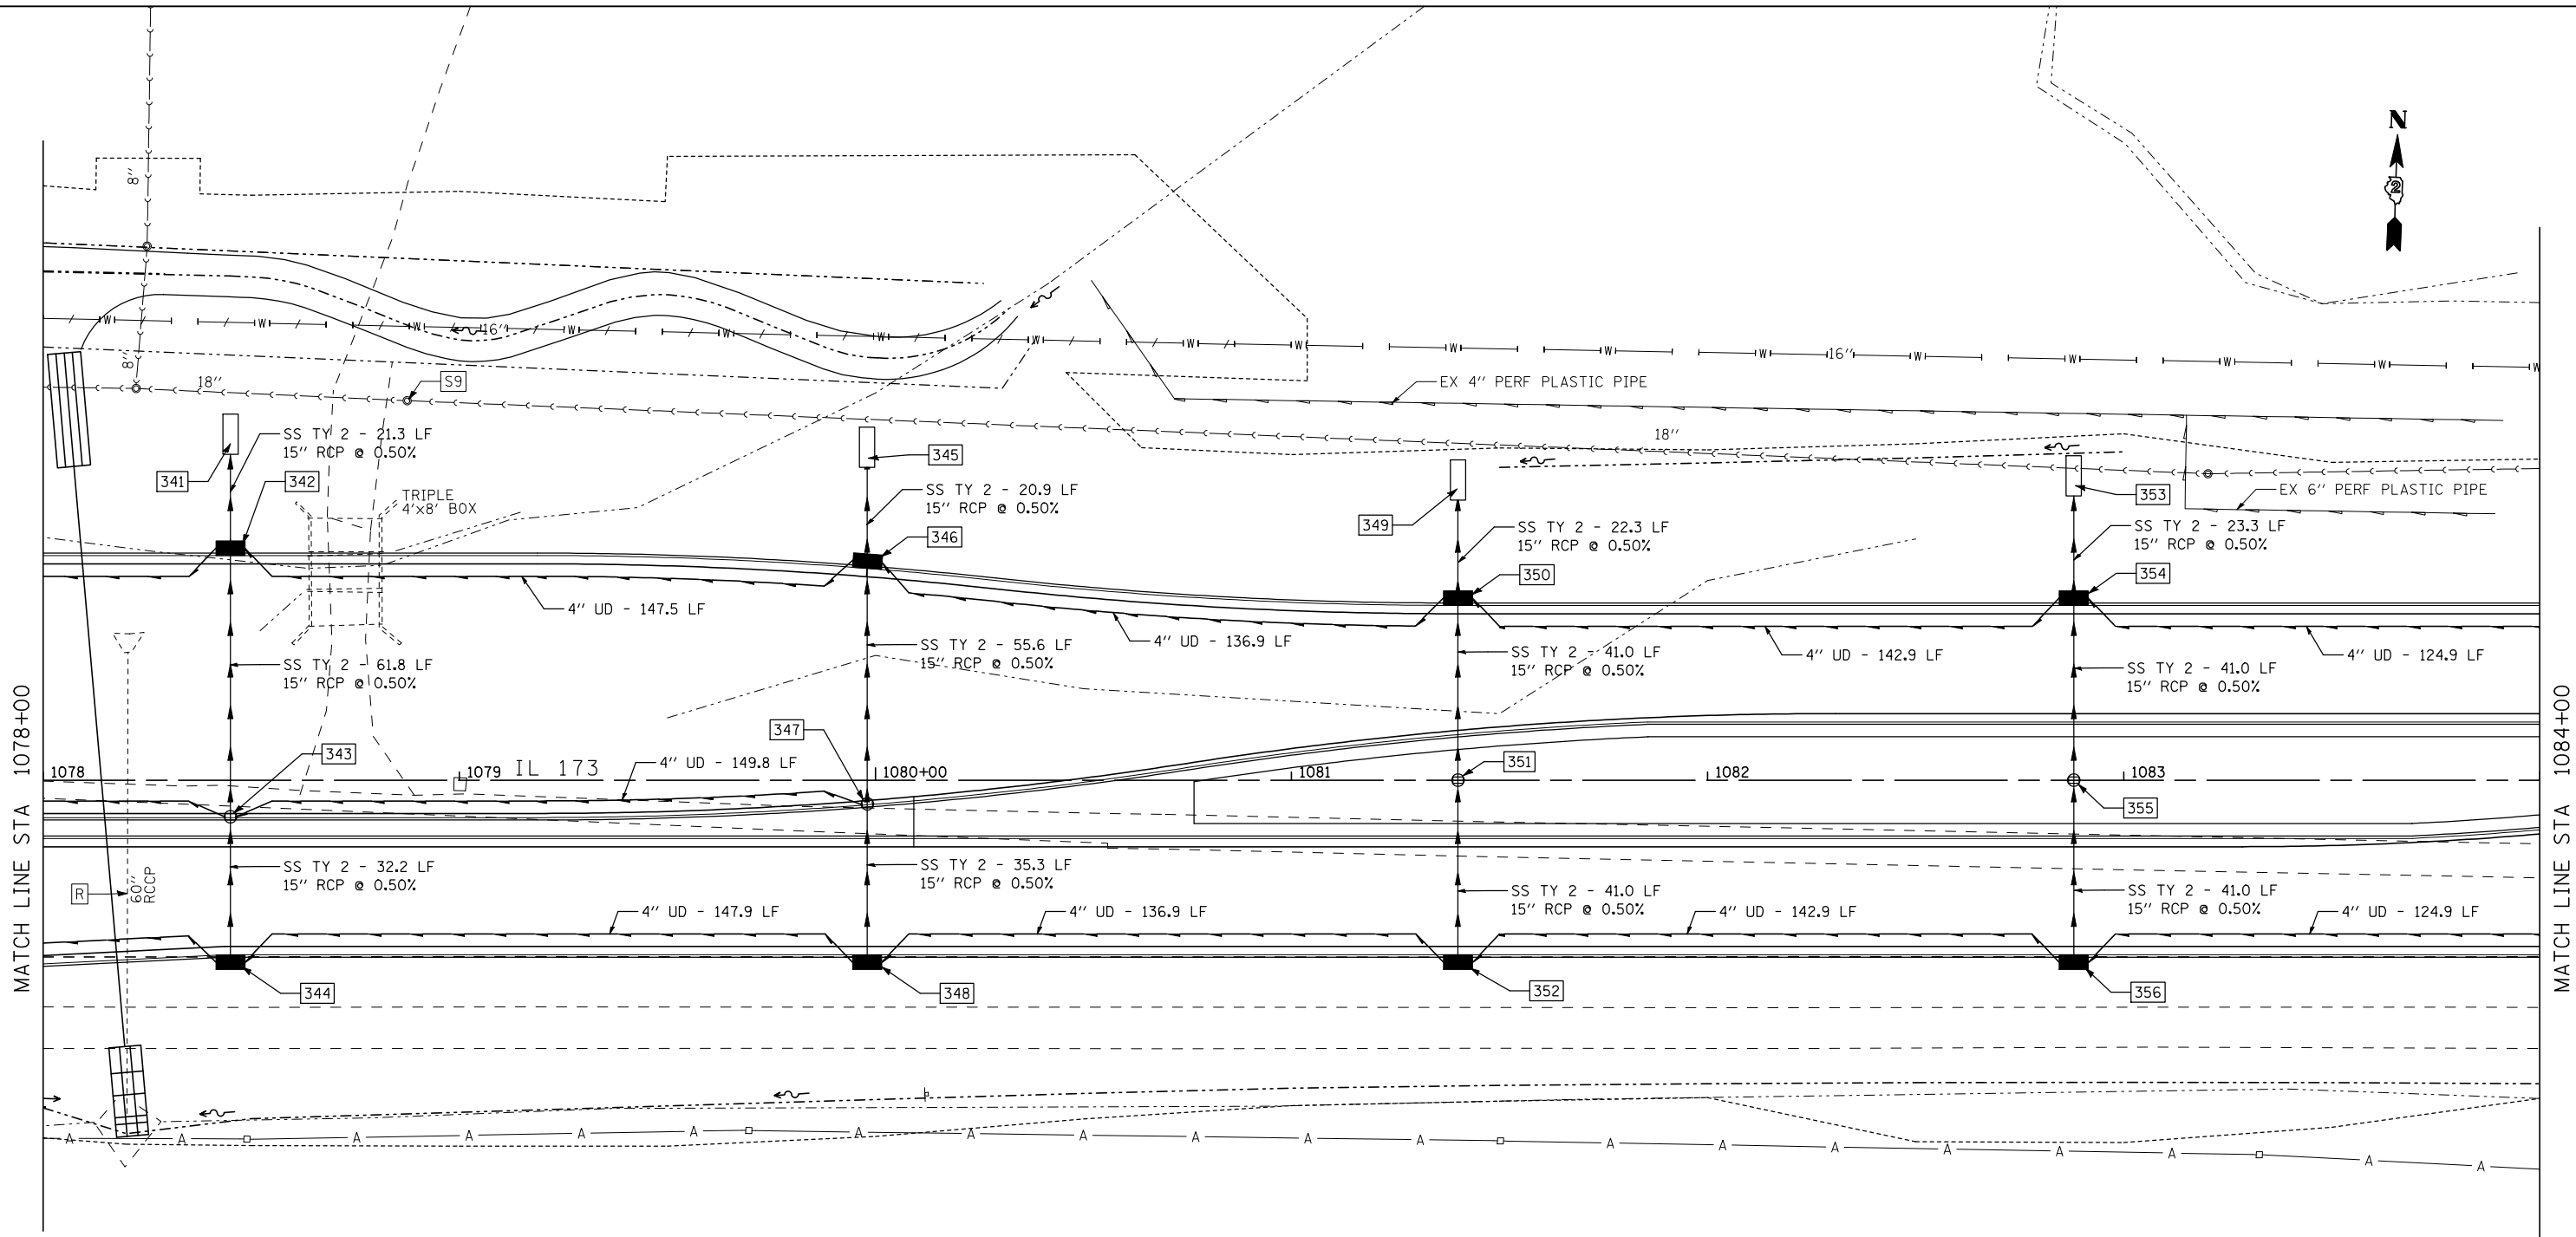 N
2
8"
16"
8"
18"
S9
16"
EX 4" PERF PLASTIC PIPE
18"
SS TY 2 - 21.3 LF
15" RCP @ 0.50%
341
342
TRIPLE
4'x8' BOX
345
SS TY 2 - 20.9 LF
15" RCP @ 0.50%
346
349
SS TY 2 - 22.3 LF
15" RCP @ 0.50%
350
353
EX 6" PERF PLASTIC PIPE
SS TY 2 - 23.3 LF
15" RCP @ 0.50%
354
4" UD - 147.5 LF
4" UD - 136.9 LF
4" UD - 142.9 LF
4" UD - 124.9 LF
SS TY 2 - 61.8 LF
15" RCP @ 0.50%
SS TY 2 - 55.6 LF
15" RCP @ 0.50%
SS TY 2 - 41.0 LF
15" RCP @ 0.50%
SS TY 2 - 41.0 LF
15" RCP @ 0.50%
MATCH LINE STA 1078+00
MATCH LINE STA 1084+00
343
347
351
355
4" UD - 149.8 LF
1078
1079
IL 173
1080+00
1081
1082
1083
R
60"
RCCP
SS TY 2 - 32.2 LF
15" RCP @ 0.50%
SS TY 2 - 35.3 LF
15" RCP @ 0.50%
SS TY 2 - 41.0 LF
15" RCP @ 0.50%
SS TY 2 - 41.0 LF
15" RCP @ 0.50%
4" UD - 147.9 LF
4" UD - 136.9 LF
4" UD - 142.9 LF
4" UD - 124.9 LF
344
348
352
356
W W W W W W W W W W W W W W W W
A A A A A A A A A A A A A A A A A A A A